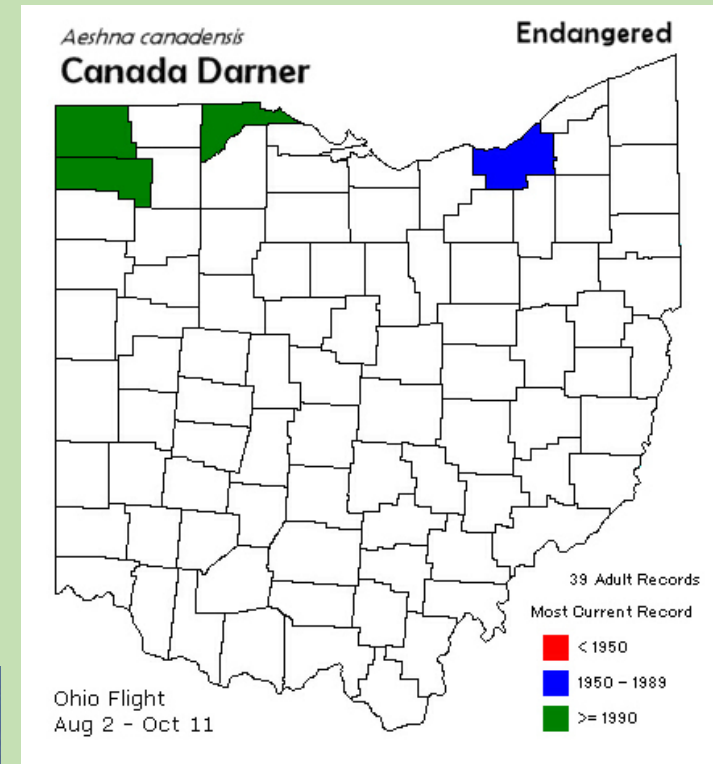 Aeshna canadensis
Endangered
Canada Darner
39 Adult Records
Most Current Record
< 1950
1950 – 1989
>= 1990
Ohio Flight
Aug 2 – Oct 11